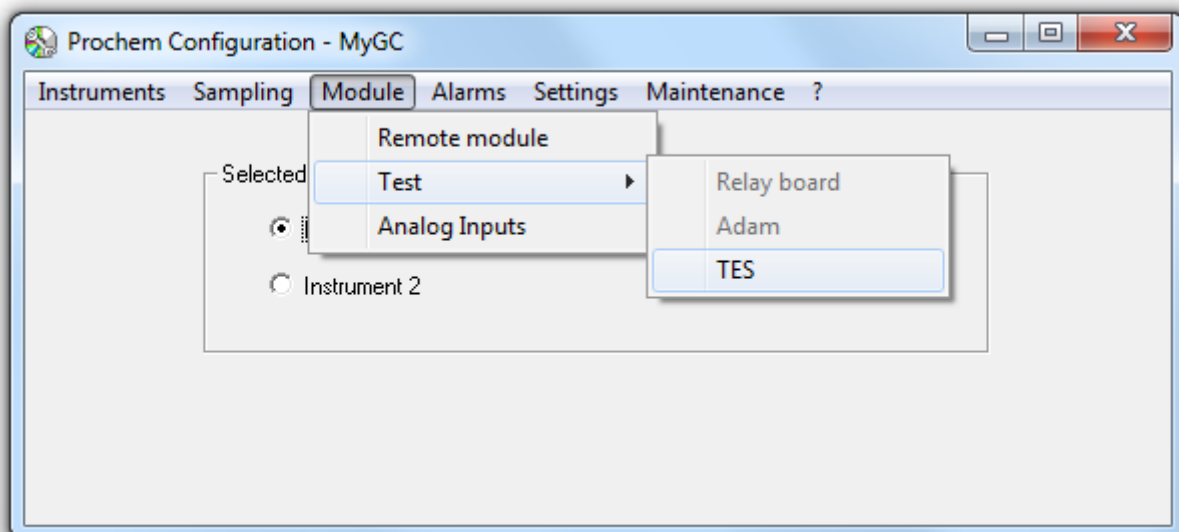 Prochem Configuration - MyGC
Instruments Sampling Module Alarms Settings Maintenance ?
Remote module
Selected
Test
Relay board
Analog Inputs
Adam
TES
Instrument 2